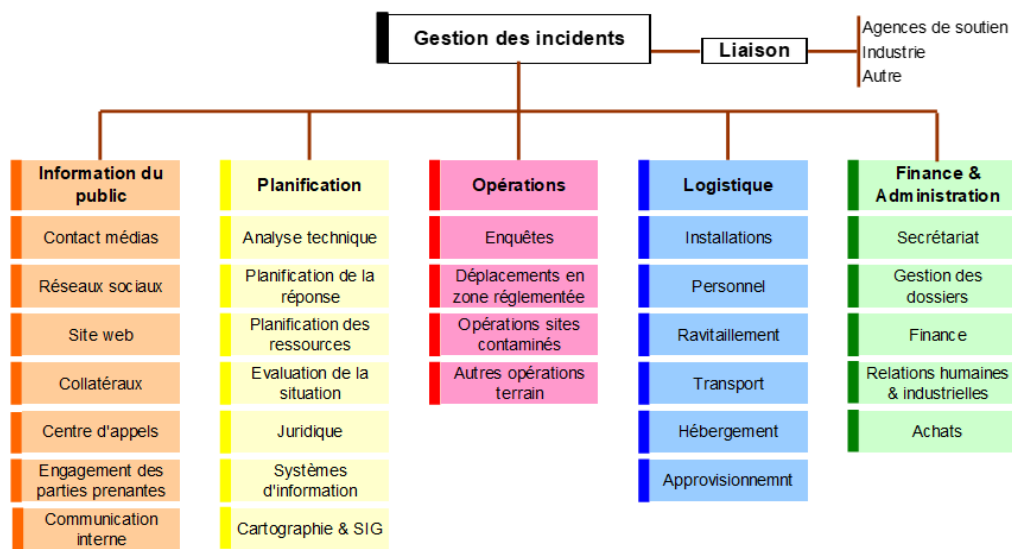 Gestion des incidents
Liaison
Agences de soutien
Industrie
Autre
Information du
public
Contact médias
Réseaux sociaux
Site web
Collatéraux
Centre d'appels
Engagement des
parties prenantes
Communication
interne
Planification
Analyse technique
Planification de la
réponse
Planification des
ressources
Evaluation de la
situation
Juridique
Systèmes
d'information
Cartographie & SIG
Opérations
Enquêtes
Déplacements en
zone réglementée
Opérations sites
contaminés
Autres opérations
terrain
Logistique
Installations
Personnel
Ravitaillement
Transport
Hébergement
Approvisionnemnt
Finance &
Administration
Secrétariat
Gestion des
dossiers
Finance
Relations humaines
& industrielles
Achats